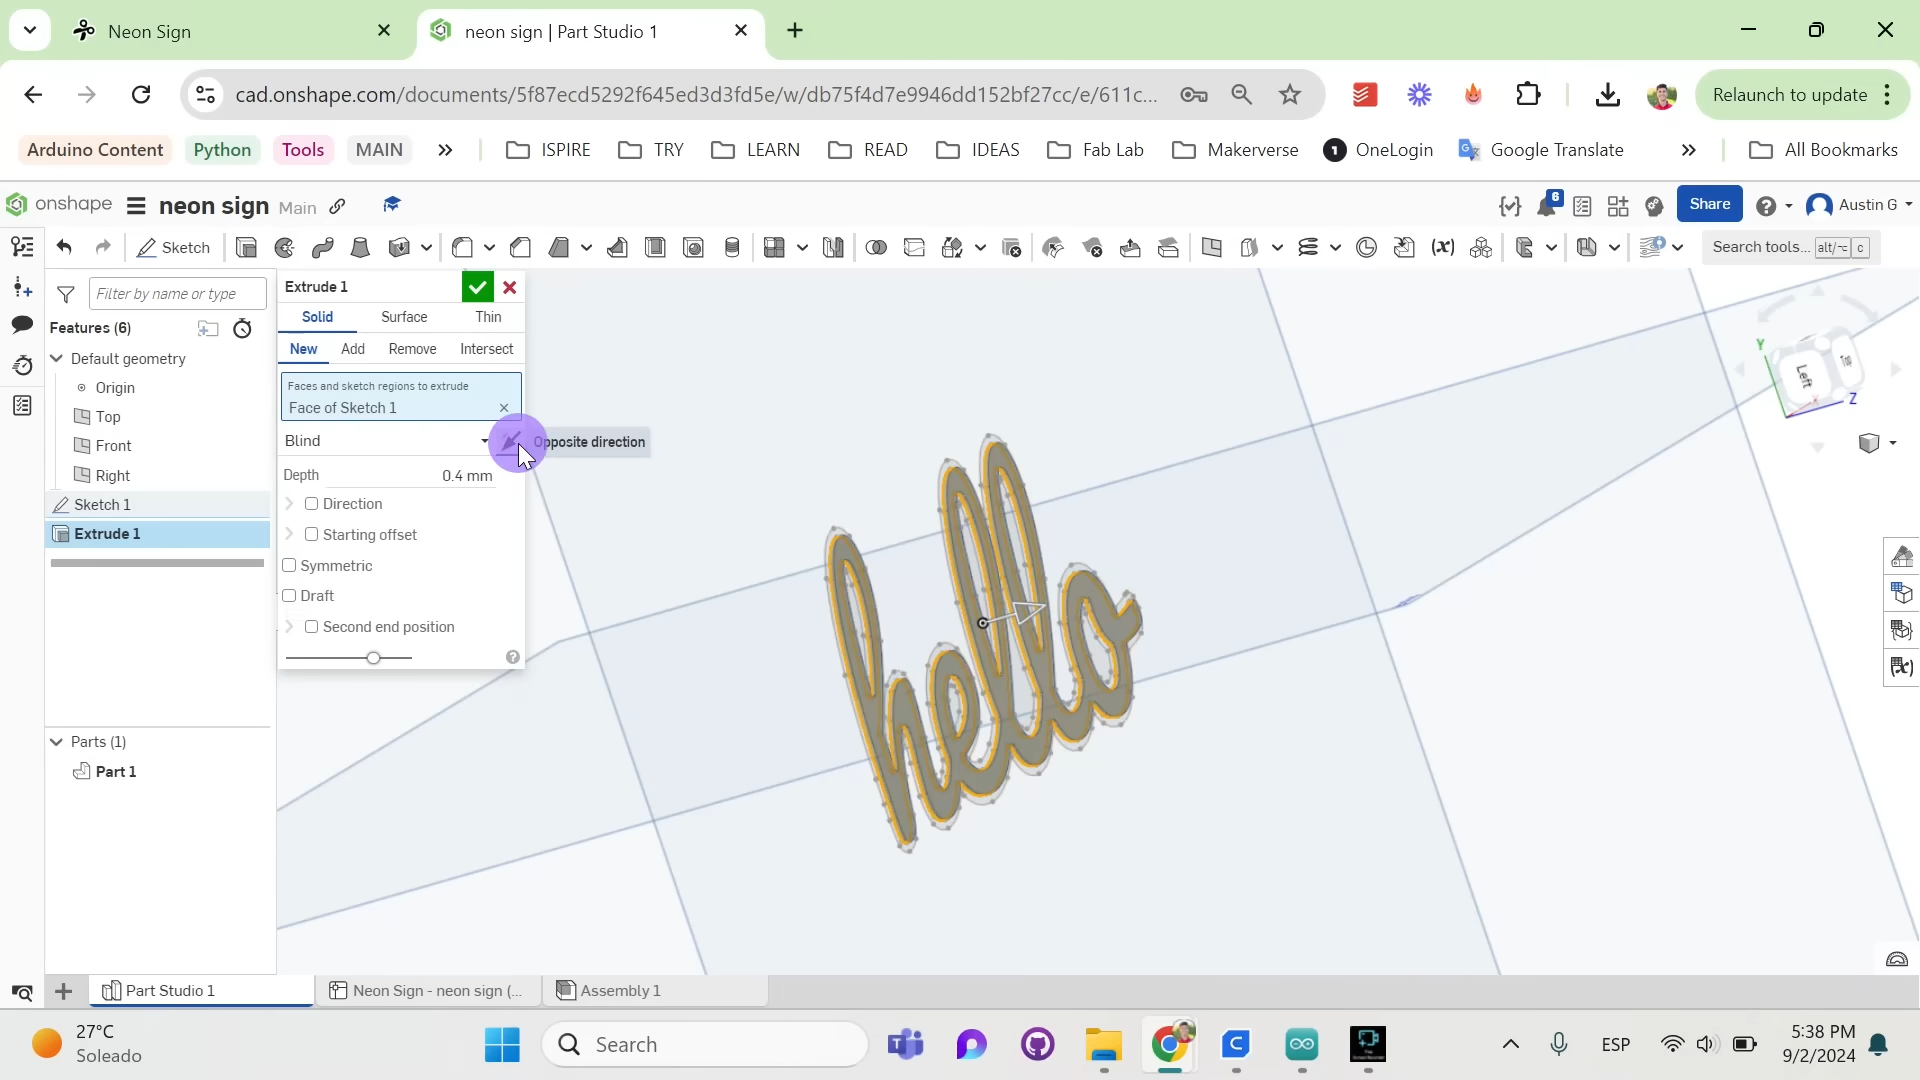 Neon Sign
neon sign | Part Studio 1
cad.onshape.com/documents/5f87ecd5292f645ed3d3fd5e/w/db75f4d7e9946dd152bf27cc/e/611c...
Relaunch to update
Arduino Content
Python
Tools
MAIN
ISPIRE
TRY
LEARN
READ
IDEAS
Fab Lab
Makerverse
1
OneLogin
Google Translate
All Bookmarks
onshape
neon sign
Main
6
Share
Austin G
Sketch
Search tools... alt/⌥ c
Filter by name or type
Features (6)
Default geometry
Origin
Top
Front
Right
Sketch 1
Extrude 1
Extrude 1
Solid
Surface
Thin
New
Add
Remove
Intersect
Faces and sketch regions to extrude
Face of Sketch 1
Blind
Opposite direction
Depth
0.4 mm
Direction
Starting offset
Symmetric
Draft
Second end position
hello
Y
Left
Top
X
Z
Parts (1)
Part 1
Part Studio 1
Neon Sign - neon sign (...
Assembly 1
27°C
Soleado
Search
ESP
5:38 PM
9/2/2024